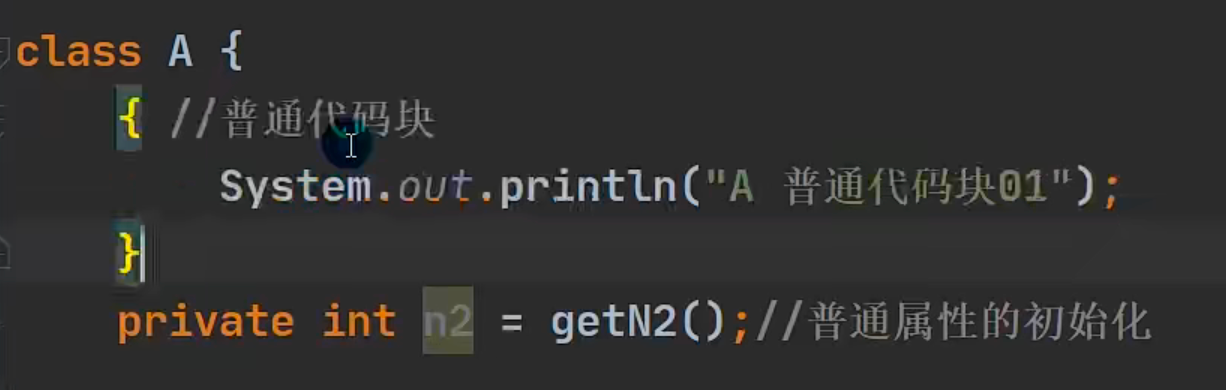 class A {
{ //普通代码块
System.out.println("A 普通代码块01");
}
private int n2 = getN2();//普通属性的初始化